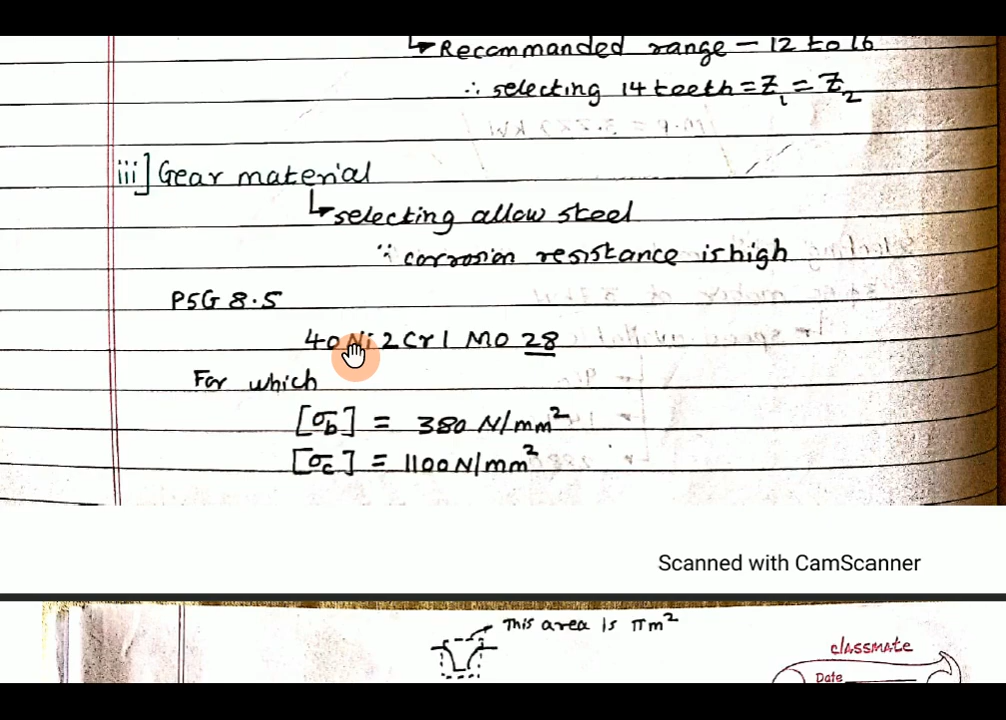 ↳ Recommanded range – 12 to 16
∴ selecting 14 teeth = Z₁ = Z₂
iii] Gear material
↳ selecting allow steel
∵ corrosion resistance is high
PSG 8.5
40 Ni 2 Cr 1 Mo 28
For which
[σb] = 380 N/mm²
[σc] = 1100 N/mm²
Scanned with CamScanner
This area is πm²
classmate
Date